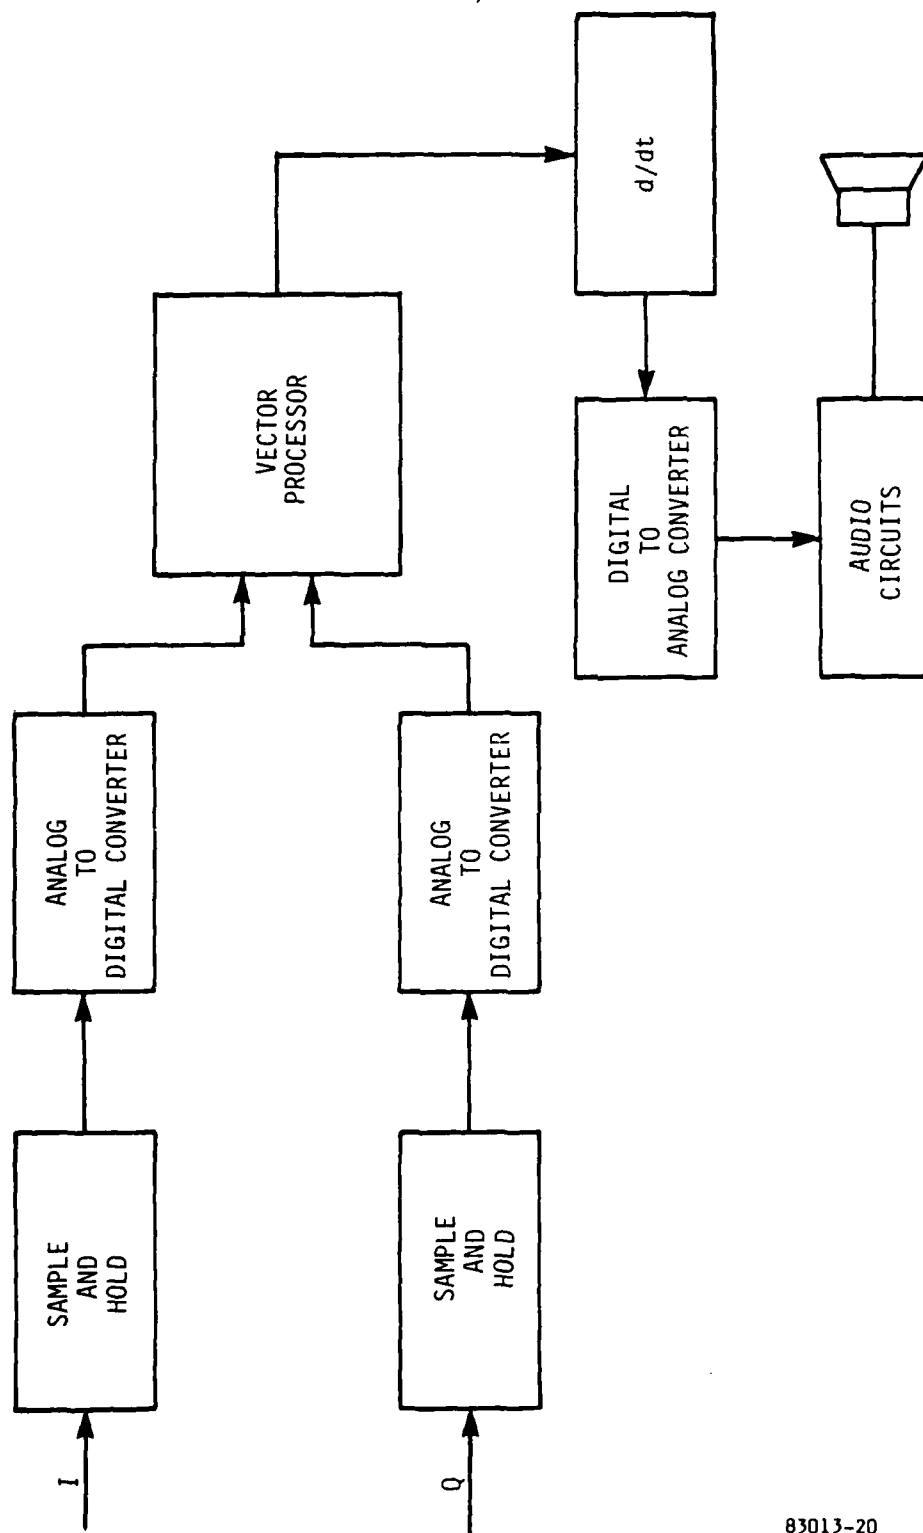 I
SAMPLE
AND
HOLD
ANALOG
TO
DIGITAL CONVERTER
VECTOR
PROCESSOR
Q
SAMPLE
AND
HOLD
ANALOG
TO
DIGITAL CONVERTER
d/dt
DIGITAL
TO
ANALOG CONVERTER
AUDIO
CIRCUITS
83013-20